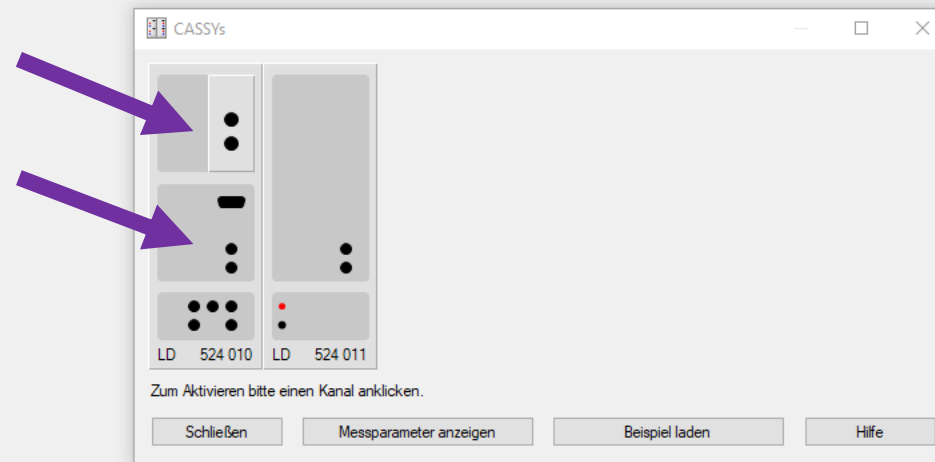 CASSYs
LD 524 010 LD 524 011
Zum Aktivieren bitte einen Kanal anklicken.
Schließen Messparameter anzeigen Beispiel laden Hilfe